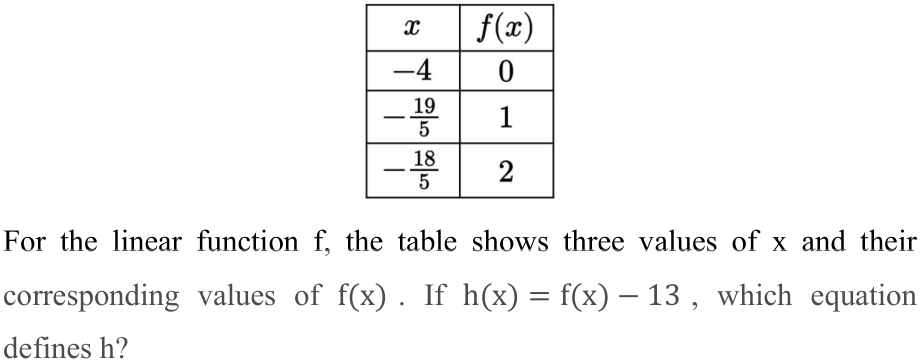 x f(x)
−4 0
−19/5 1
−18/5 2
For the linear function f, the table shows three values of x and their
corresponding values of f(x) . If h(x) = f(x) − 13 , which equation
defines h?